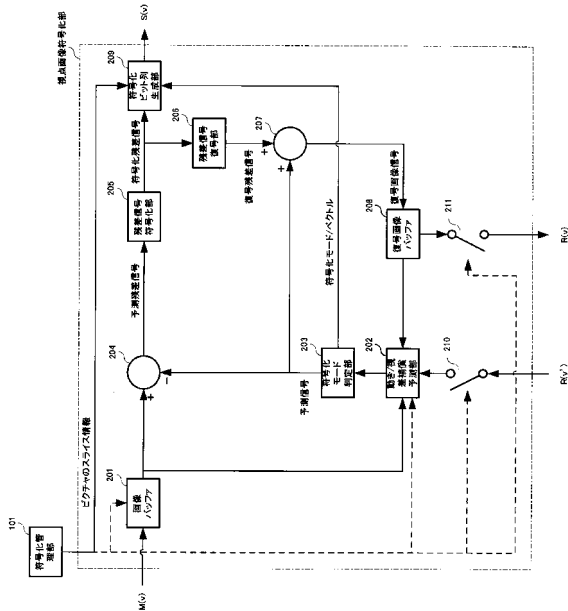 101
符号化管
理部
視点画像符号化部
ピクチャのスライス情報
M(v)
201
画像
バッファ
204
+
-
予測残差信号
205
残差信号
符号化部
符号化残差信号
209
符号化
ビット列
生成部
S(v)
206
残差信号
復号部
復号残差信号
207
+
+
予測信号
203
符号化
モード
判定部
符号化モード/ベクトル
復号画像信号
202
動き/視
差補償
予測部
208
復号画像
バッファ
210
211
R(v')
R(v)